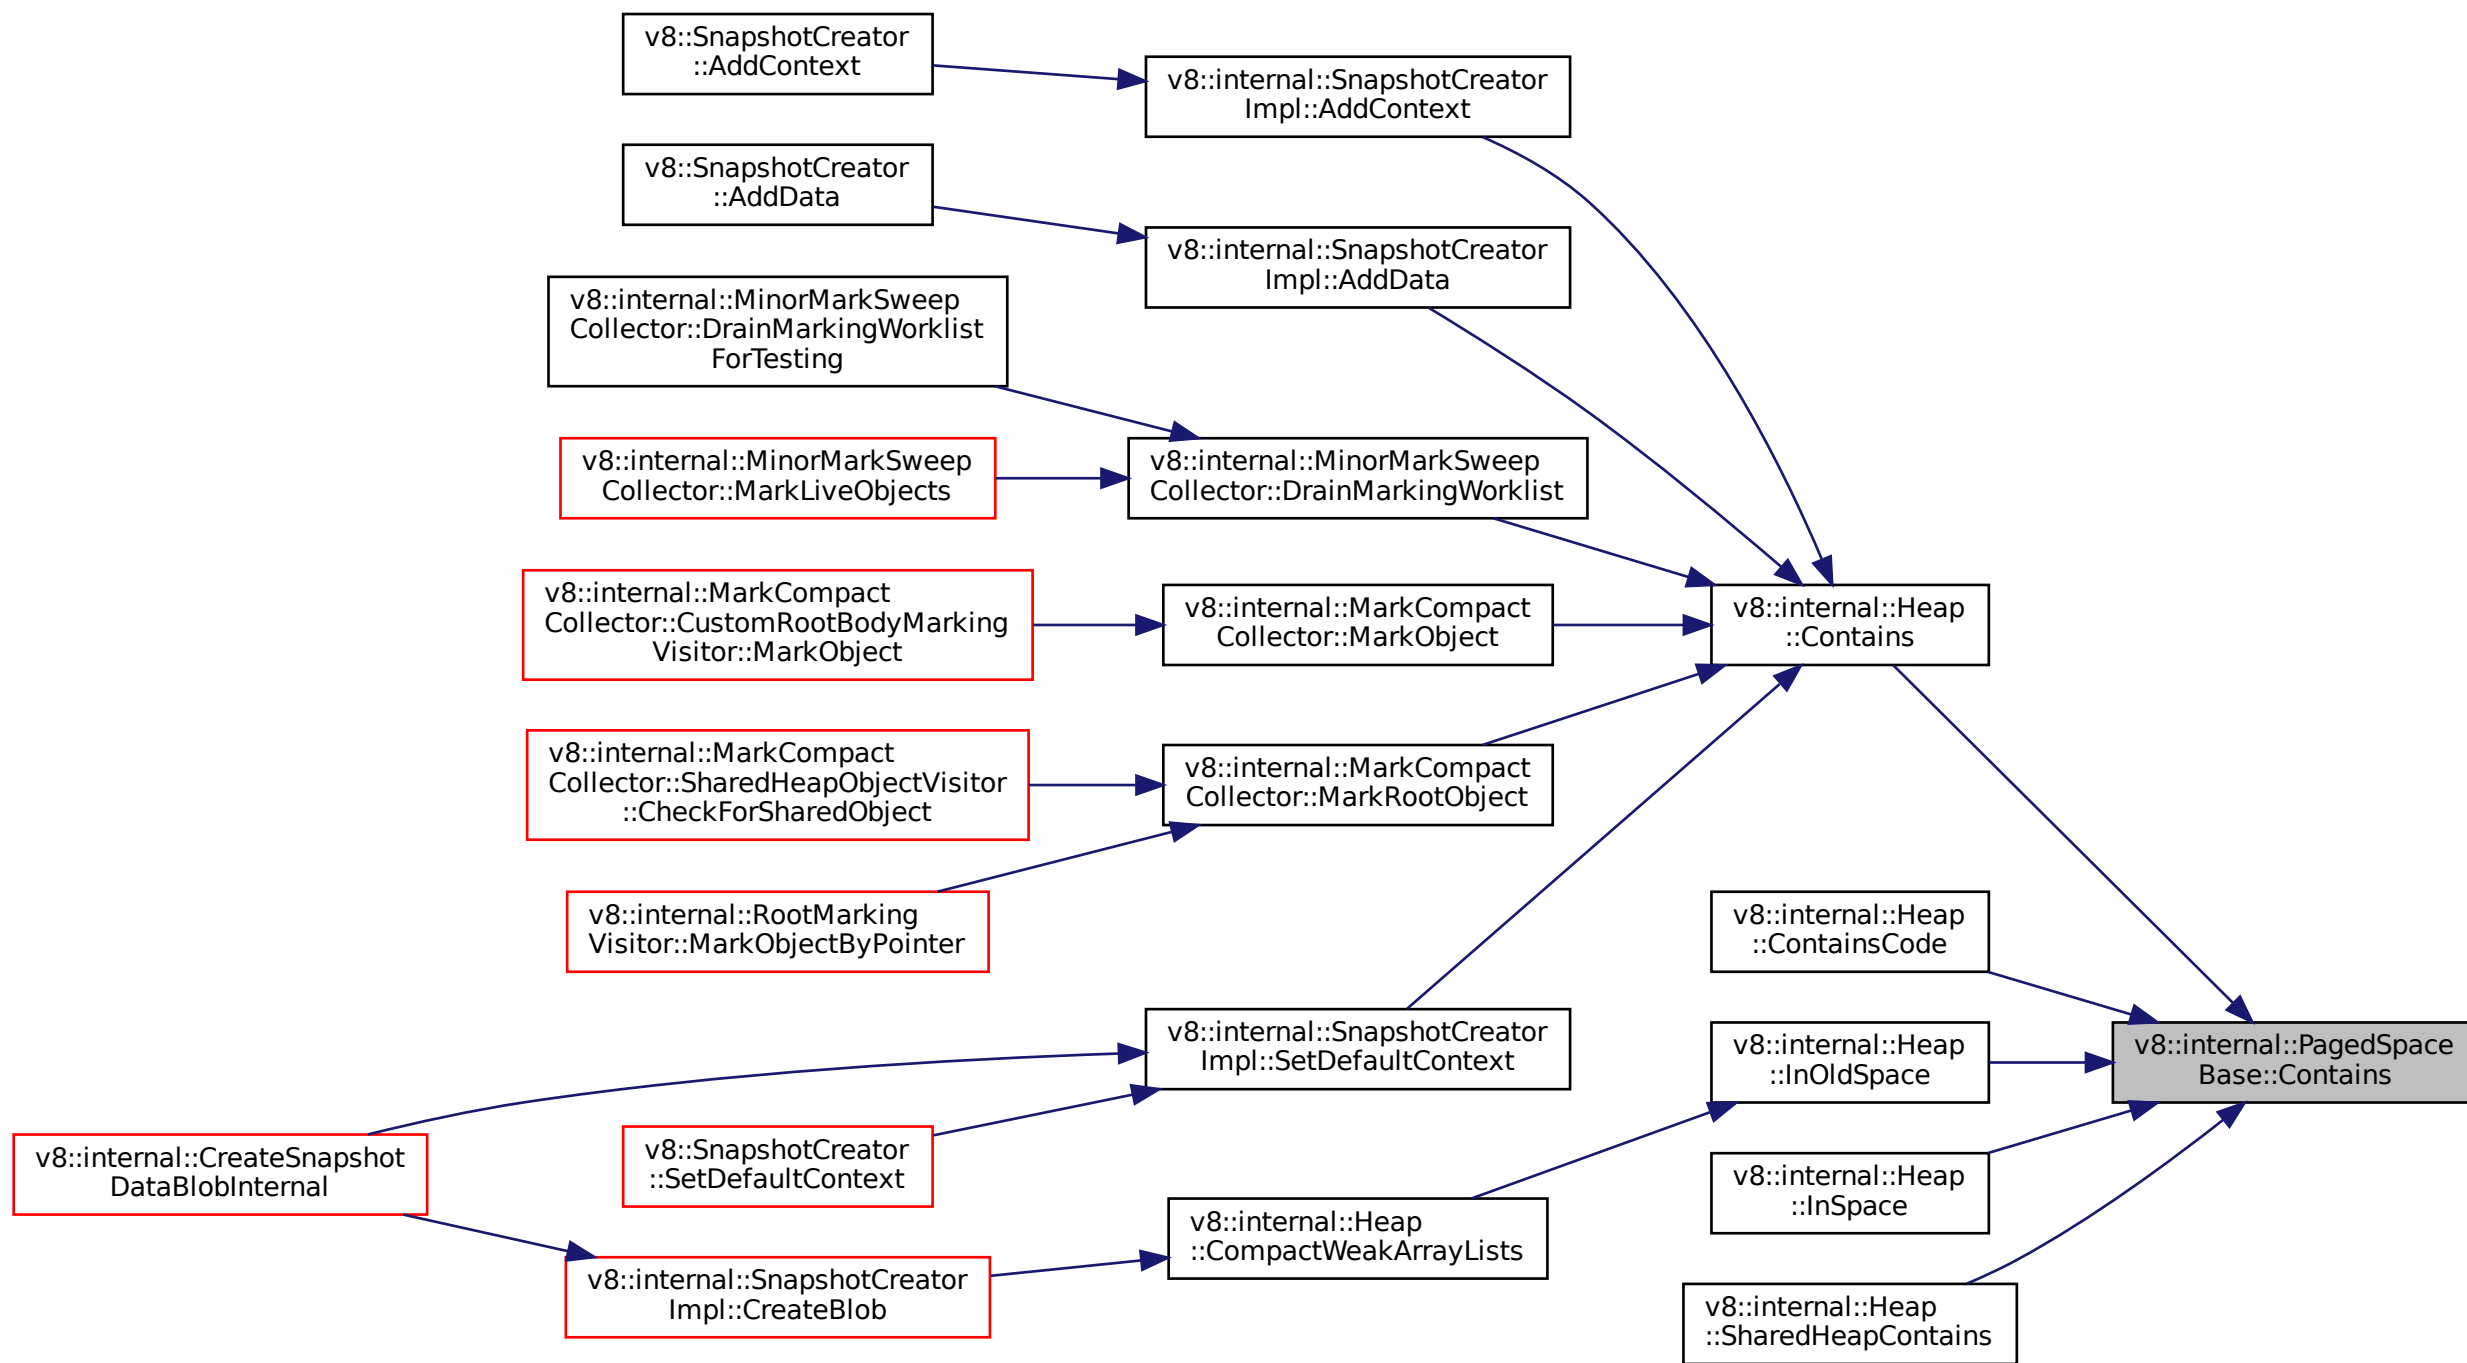 v8::SnapshotCreator
::AddContext
v8::internal::SnapshotCreator
Impl::AddContext
v8::SnapshotCreator
::AddData
v8::internal::SnapshotCreator
Impl::AddData
v8::internal::MinorMarkSweep
Collector::DrainMarkingWorklist
ForTesting
v8::internal::MinorMarkSweep
Collector::MarkLiveObjects
v8::internal::MinorMarkSweep
Collector::DrainMarkingWorklist
v8::internal::MarkCompact
Collector::CustomRootBodyMarking
Visitor::MarkObject
v8::internal::MarkCompact
Collector::MarkObject
v8::internal::Heap
::Contains
v8::internal::MarkCompact
Collector::SharedHeapObjectVisitor
::CheckForSharedObject
v8::internal::MarkCompact
Collector::MarkRootObject
v8::internal::RootMarking
Visitor::MarkObjectByPointer
v8::internal::Heap
::ContainsCode
v8::internal::SnapshotCreator
Impl::SetDefaultContext
v8::internal::Heap
::InOldSpace
v8::internal::PagedSpace
Base::Contains
v8::internal::CreateSnapshot
DataBlobInternal
v8::SnapshotCreator
::SetDefaultContext
v8::internal::Heap
::InSpace
v8::internal::Heap
::CompactWeakArrayLists
v8::internal::SnapshotCreator
Impl::CreateBlob
v8::internal::Heap
::SharedHeapContains